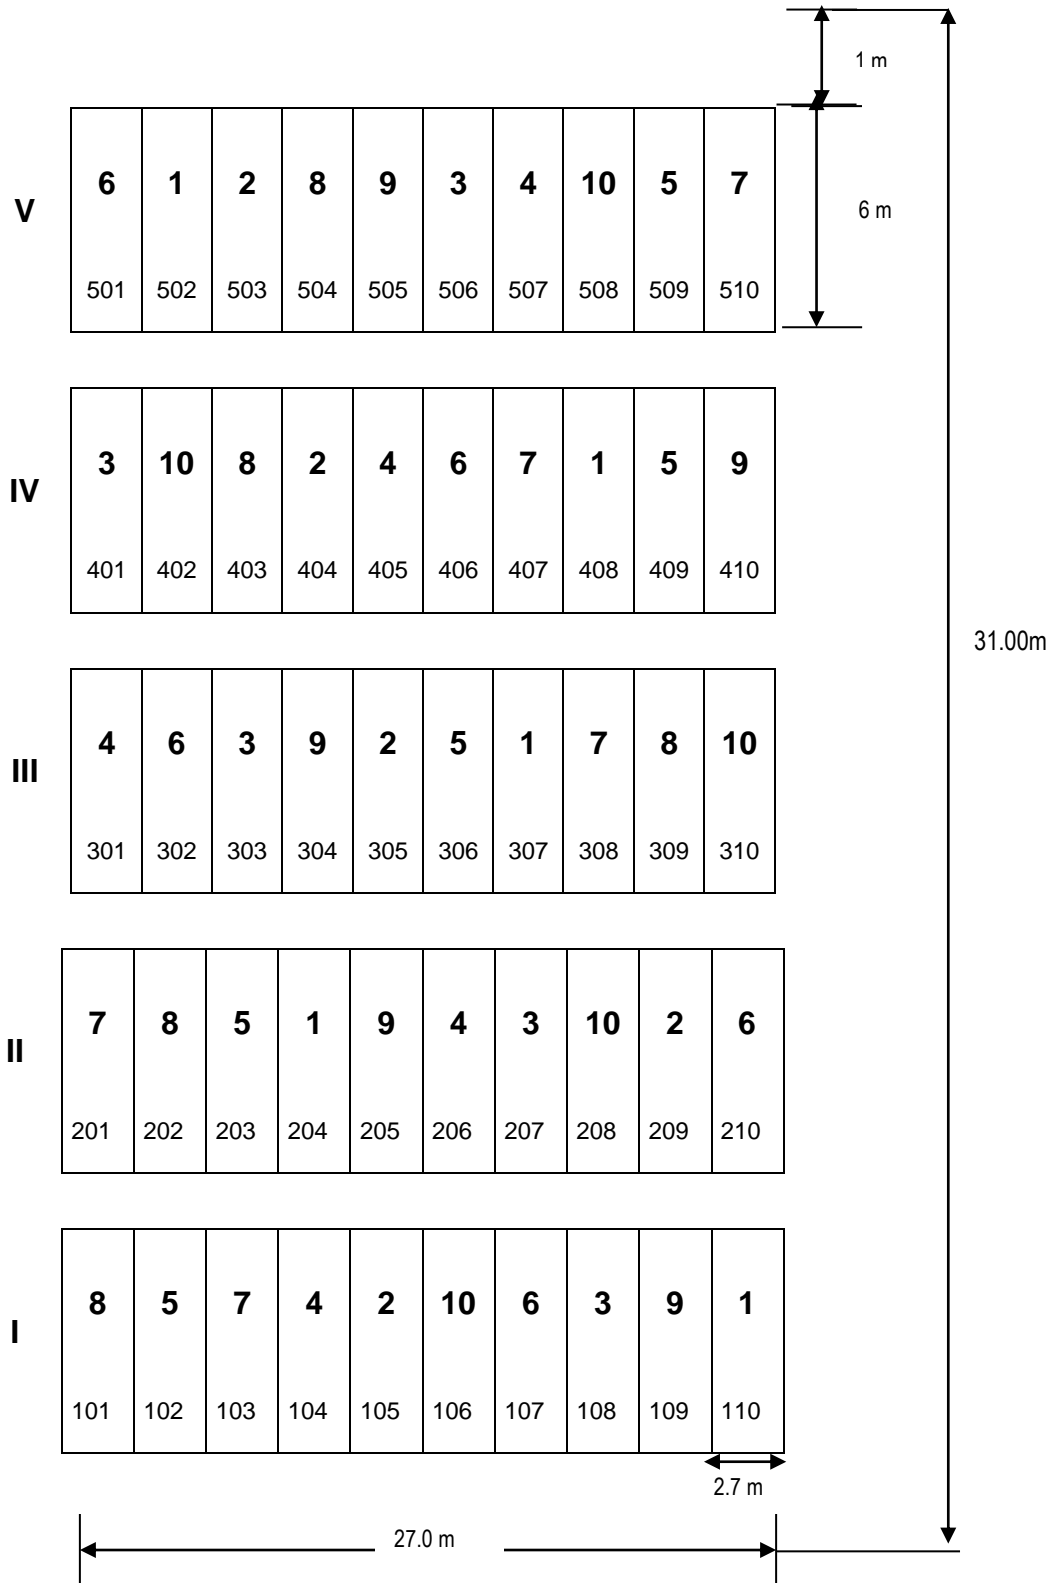 1 m
6 1 2 8 9 3 4 10 5 7
V
6 m
501 502 503 504 505 506 507 508 509 510
3 10 8 2 4 6 7 1 5 9
IV
401 402 403 404 405 406 407 408 409 410
31.00m
4 6 3 9 2 5 1 7 8 10
III
301 302 303 304 305 306 307 308 309 310
7 8 5 1 9 4 3 10 2 6
II
201 202 203 204 205 206 207 208 209 210
8 5 7 4 2 10 6 3 9 1
I
101 102 103 104 105 106 107 108 109 110
2.7 m
27.0 m